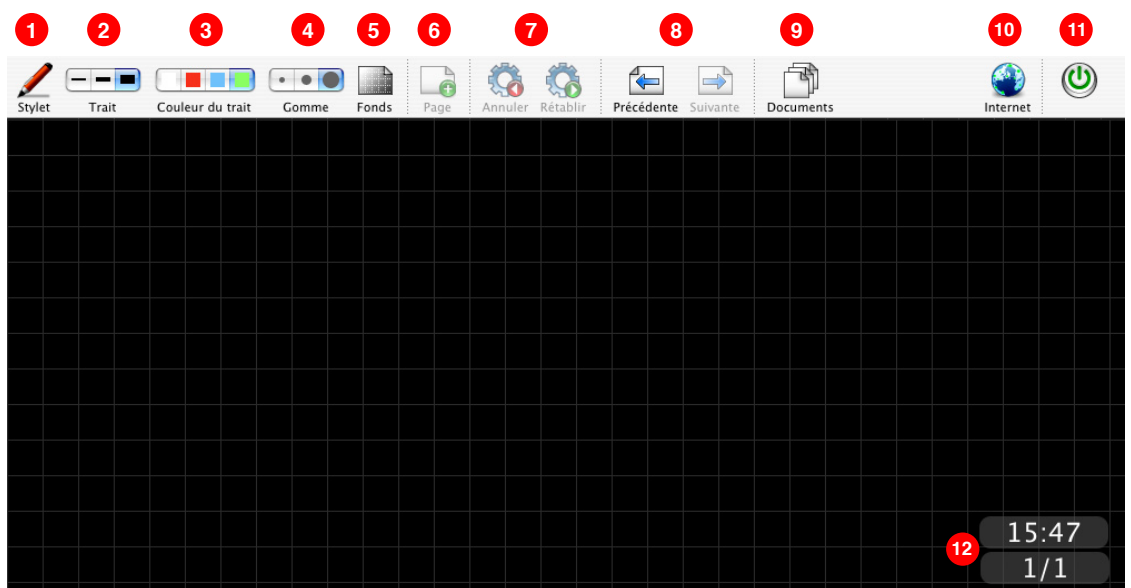 1 2 3 4 5 6 7 8 9 10 11
Stylet Trait Couleur du trait Gomme Fonds Page Annuler Rétablir Précédente Suivante Documents Internet
15:47
12
1/1